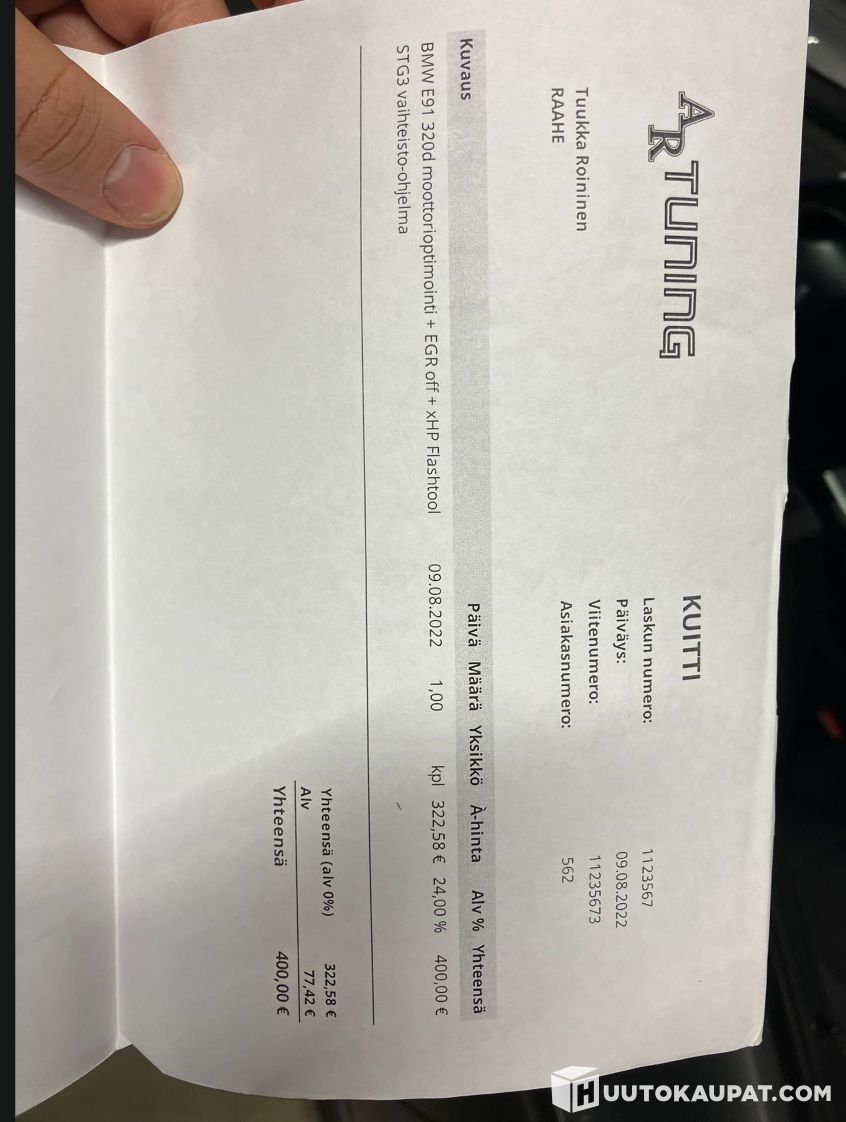 AR TUNING
KUITTI
Laskun numero: 1123567
Päiväys: 09.08.2022
Viitenumero: 11235673
Asiakasnumero: 562
Tuukka Roininen
RAAHE
Kuvaus Päivä Määrä Yksikkö À-hinta Alv % Yhteensä
BMW E91 320d moottorioptimointi + EGR off + xHP Flashtool 09.08.2022 1,00 kpl 322,58 € 24,00 % 400,00 €
STG3 vaihteisto-ohjelma
Yhteensä (alv 0%) 322,58 €
Alv 77,42 €
Yhteensä 400,00 €
HUUTOKAUPAT.COM